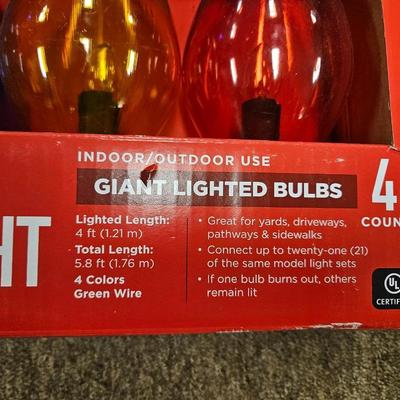 INDOOR/OUTDOOR USE
GIANT LIGHTED BULBS
4
COUN
HT
Lighted Length:
4 ft (1.21 m)
Total Length:
5.8 ft (1.76 m)
4 Colors
Green Wire
• Great for yards, driveways,
pathways & sidewalks
• Connect up to twenty-one (21)
of the same model light sets
• If one bulb burns out, others
remain lit
UL
CERTIF